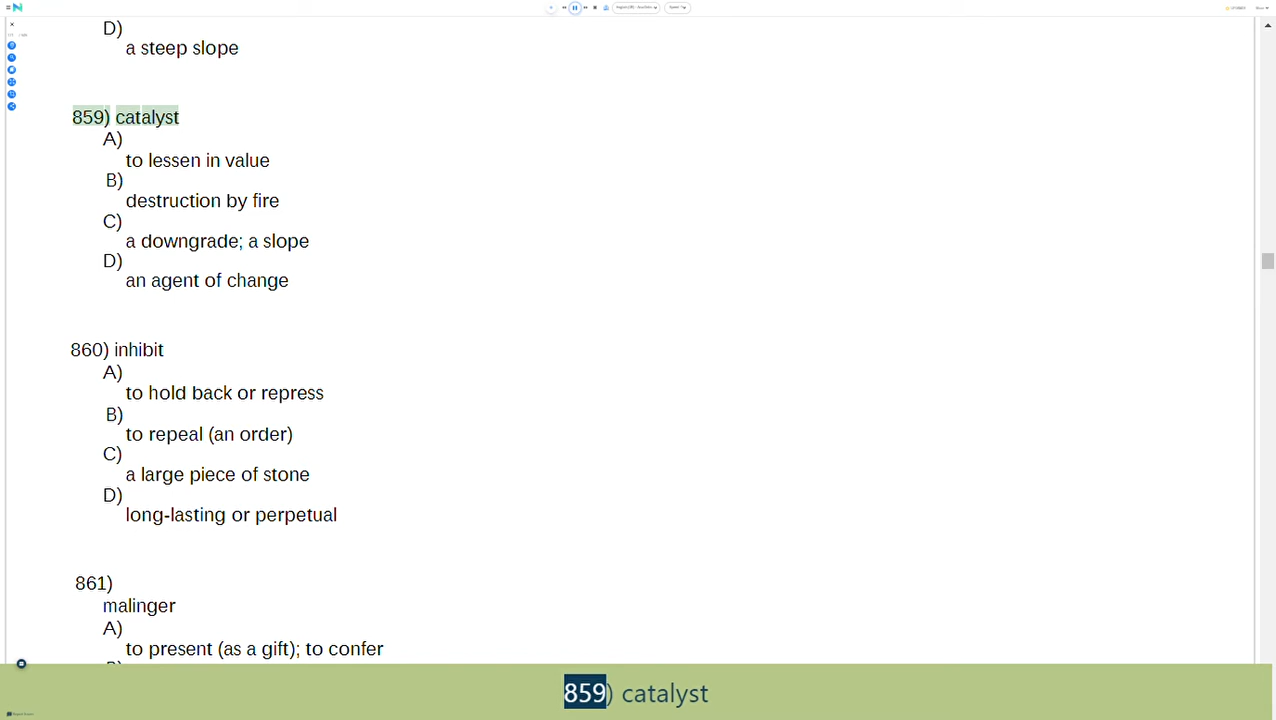 D)
a steep slope
859) catalyst
A)
to lessen in value
B)
destruction by fire
C)
a downgrade; a slope
D)
an agent of change
860) inhibit
A)
to hold back or repress
B)
to repeal (an order)
C)
a large piece of stone
D)
long-lasting or perpetual
861)
malinger
A)
to present (as a gift); to confer
B)
859) catalyst